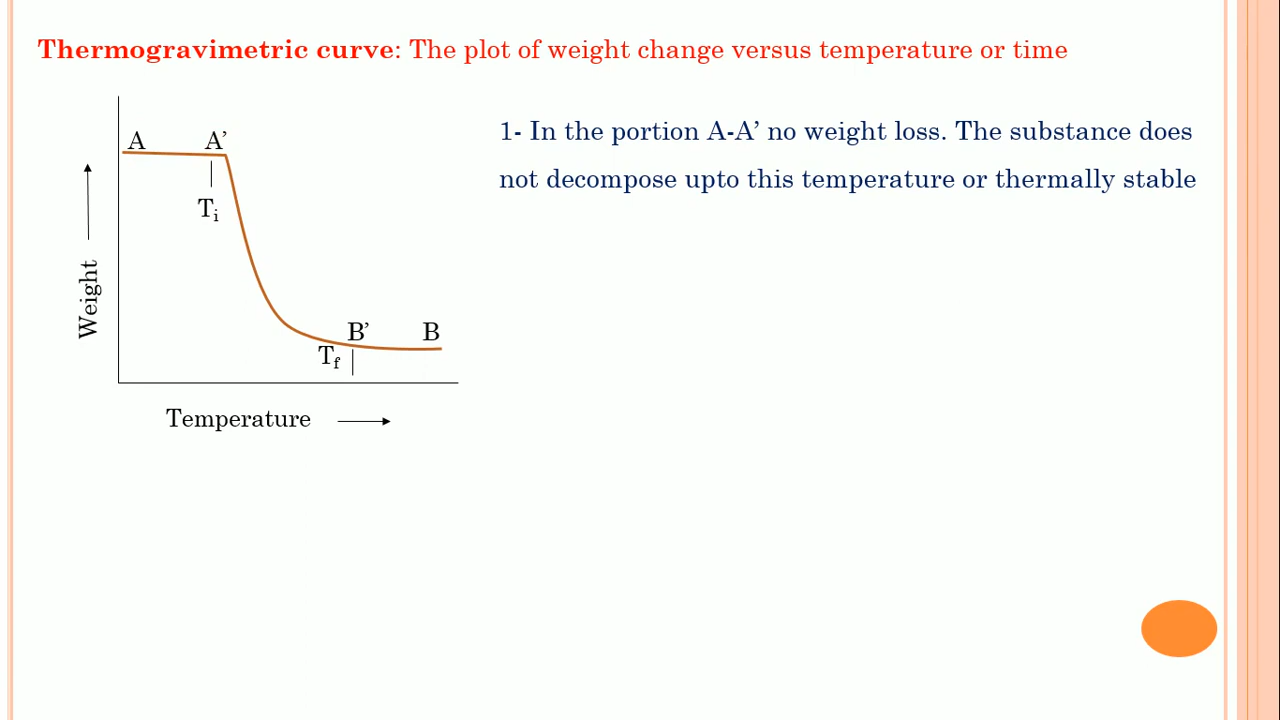 Thermogravimetric curve: The plot of weight change versus temperature or time
A A’
Ti
Weight
B’ B
Tf
Temperature
1- In the portion A-A’ no weight loss. The substance does
not decompose upto this temperature or thermally stable